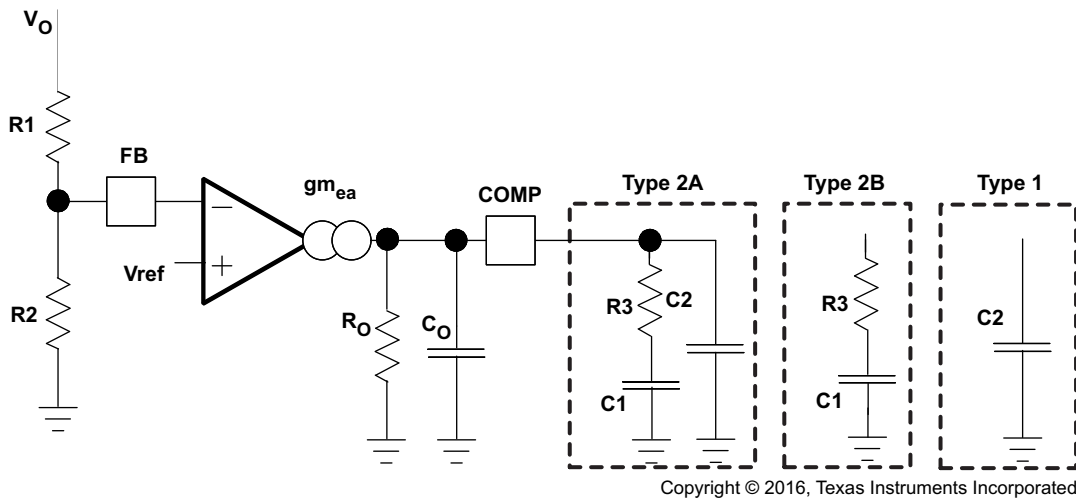 VO
R1
FB
gmea
COMP
Type 2A
Type 2B
Type 1
Vref
R2
RO
CO
R3
C2
C1
R3
C1
C2
Copyright © 2016, Texas Instruments Incorporated